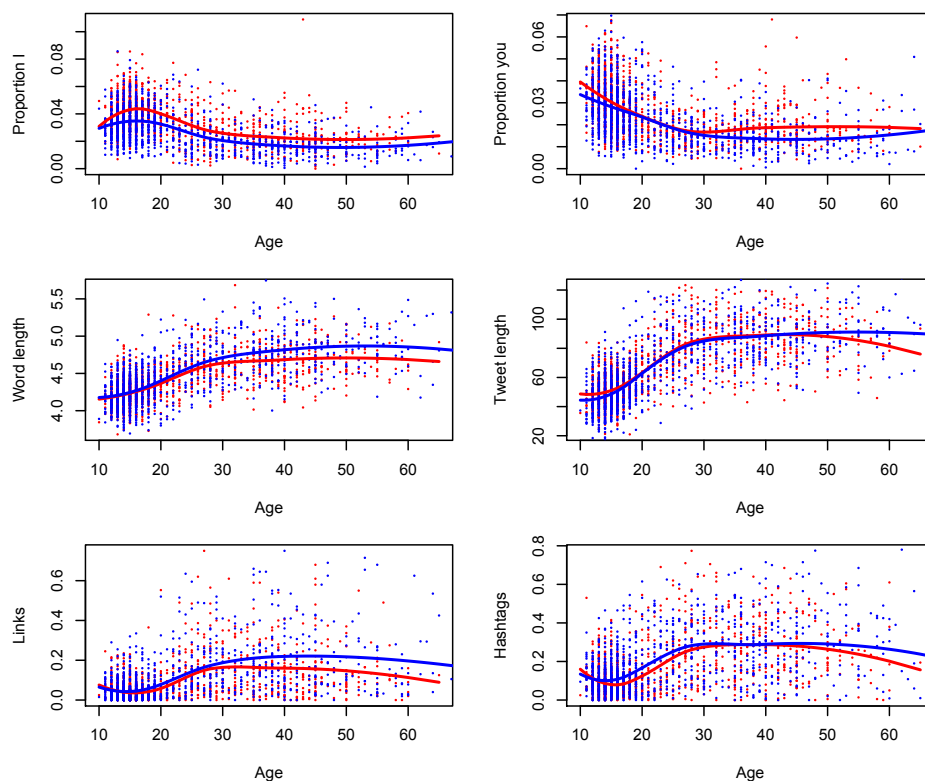 Proportion I
0.00 0.04 0.08
10 20 30 40 50 60
Age
Proportion you
0.00 0.03 0.06
10 20 30 40 50 60
Age
Word length
4.0 4.5 5.0 5.5
10 20 30 40 50 60
Age
Tweet length
20 60 100
10 20 30 40 50 60
Age
Links
0.0 0.2 0.4 0.6
10 20 30 40 50 60
Age
Hashtags
0.0 0.2 0.4 0.6 0.8
10 20 30 40 50 60
Age